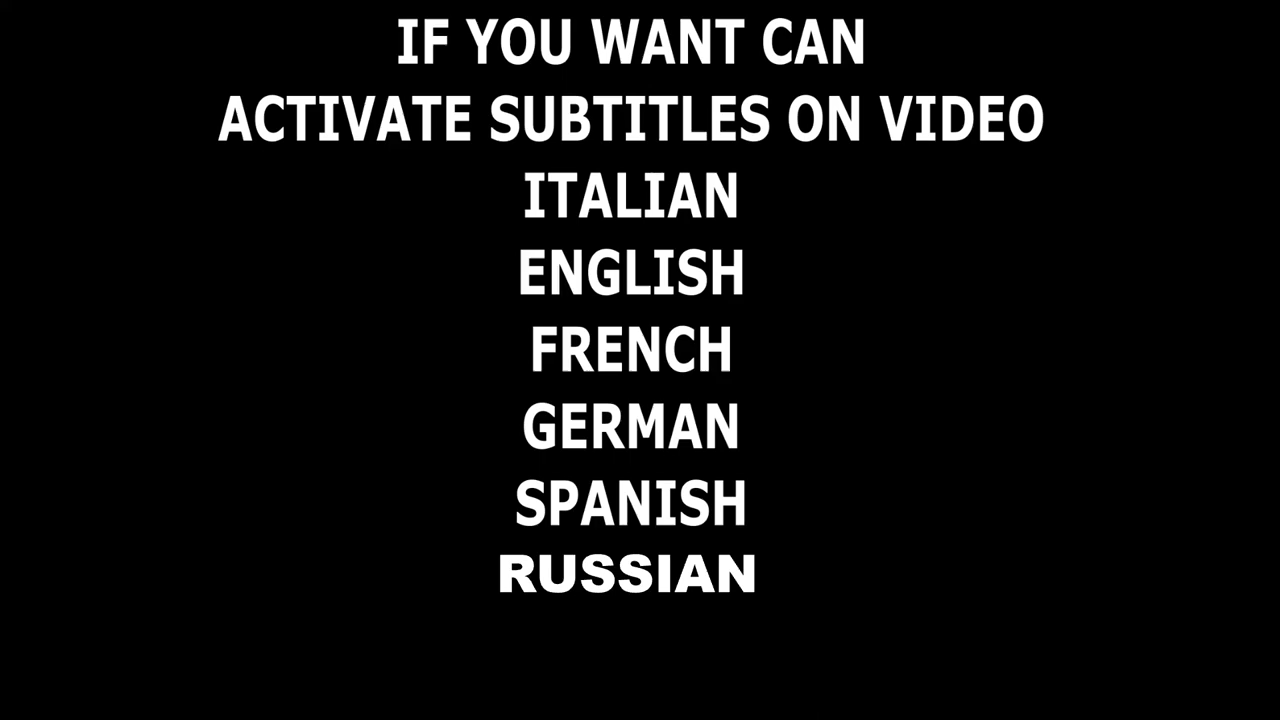 IF YOU WANT CAN
ACTIVATE SUBTITLES ON VIDEO
ITALIAN
ENGLISH
FRENCH
GERMAN
SPANISH
RUSSIAN